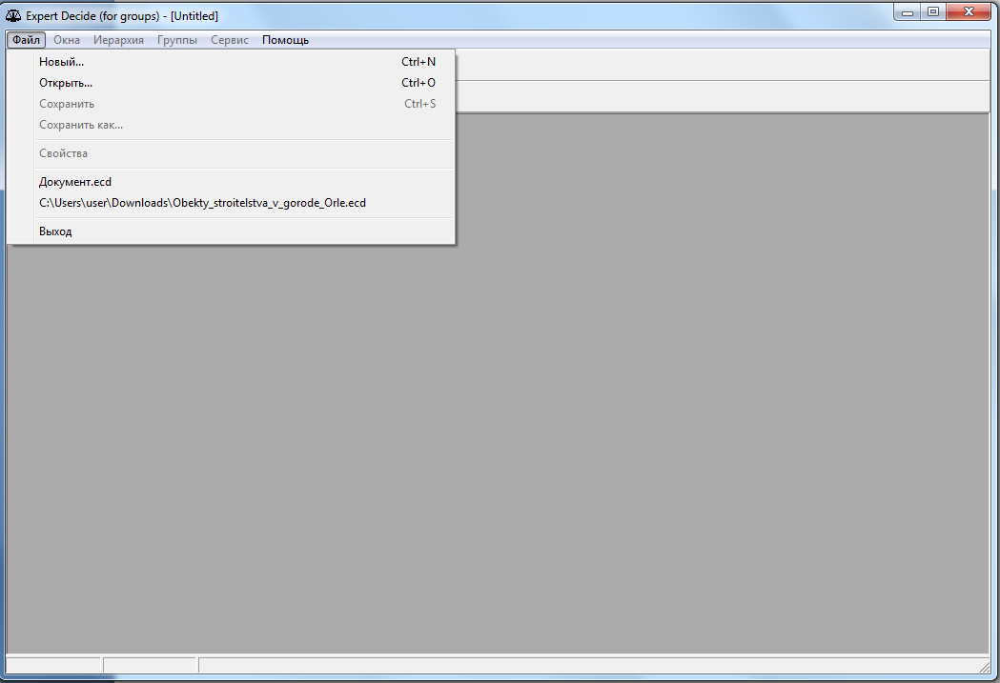 Expert Decide (for groups) - [Untitled]
Файл Окна Иерархия Группы Сервис Помощь
Новый... Ctrl+N
Открыть... Ctrl+O
Сохранить Ctrl+S
Сохранить как...
Свойства
Документ.ecd
C:\Users\user\Downloads\Obekty_stroitelstva_v_gorode_Orle.ecd
Выход